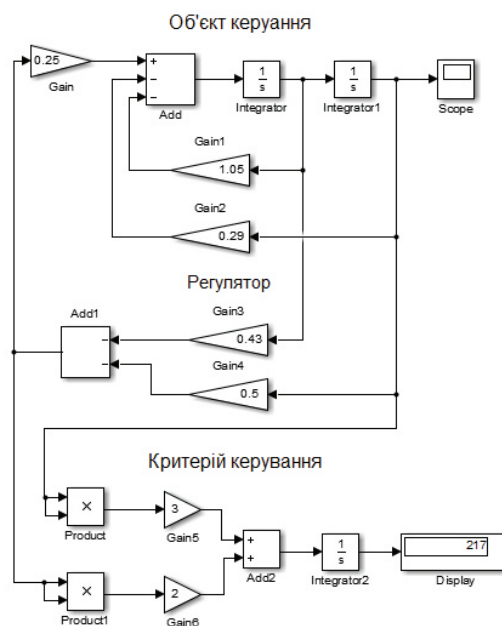 Об'єкт керуання
0.25
Gain
+
−
−
Add
1
s
Integrator
1
s
Integrator1
Scope
Gain1
1.05
Gain2
0.29
Регулятор
Add1
−
−
Gain3
0.43
Gain4
0.5
Критерій керування
×
Product
3
Gain5
×
Product1
2
Gain6
+
+
Add2
1
s
Integrator2
217
Display